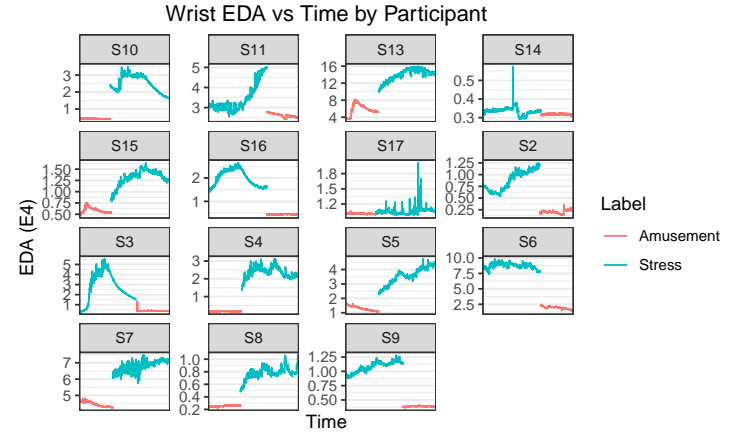 Wrist EDA vs Time by Participant
S10 S11 S13 S14
3 2 1
5 4 3
16 12 8 4
0.5 0.4 0.3
S15 S16 S17 S2
1.50 1.25 1.00 0.75 0.50
2 1
1.8 1.5 1.2
1.25 1.00 0.75 0.50 0.25
S3 S4 S5 S6
5 4 3 2 1
3 2 1
4 3 2 1
10.0 7.5 5.0 2.5
S7 S8 S9
7 6 5
1.0 0.8 0.6 0.4 0.2
1.25 1.00 0.75 0.50
EDA (E4)
Time
Label
Amusement
Stress